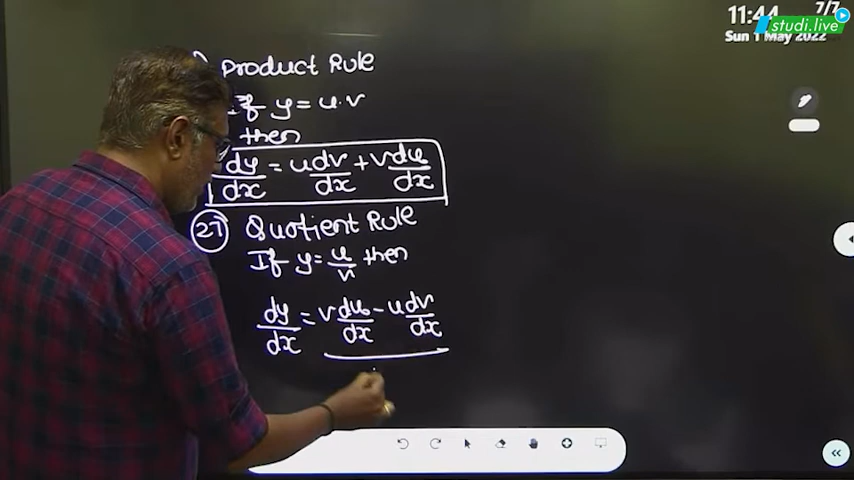 11:44
7/7
studi.live
Sun 1 May 2022
Product Rule
If y = u.v
then
dy/dx = u dv/dx + v du/dx
27 Quotient Rule
If y = u/v then
dy/dx = v du/dx - u dv/dx